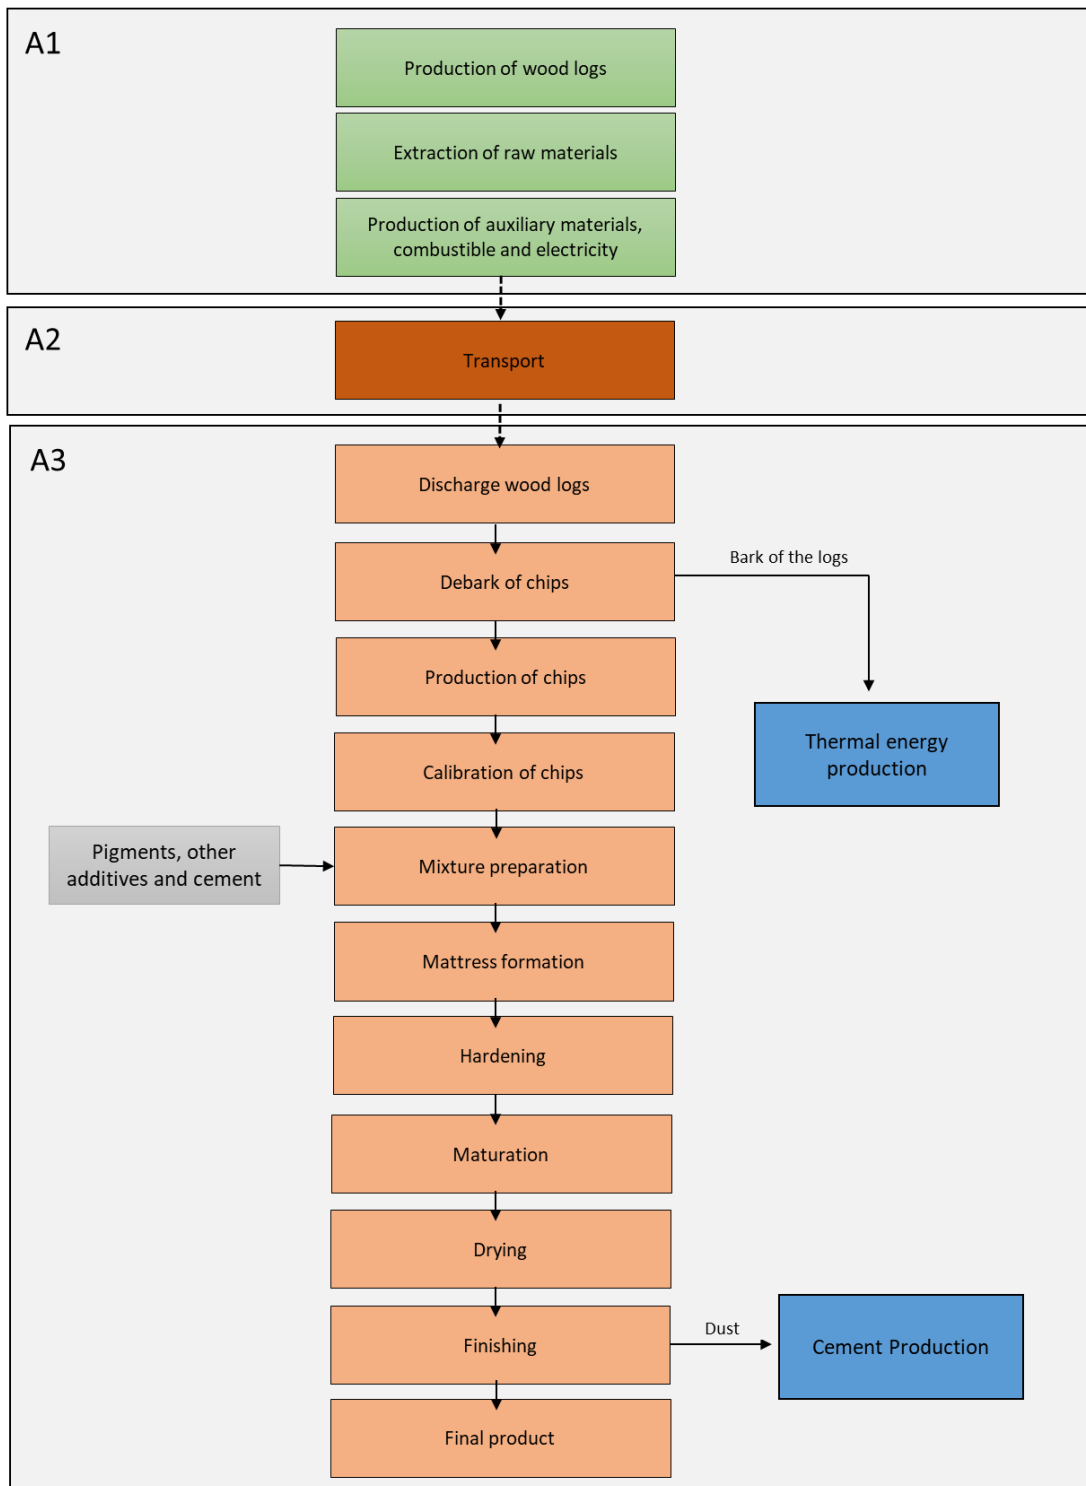 A1
Production of wood logs
Extraction of raw materials
Production of auxiliary materials,
combustible and electricity
A2
Transport
A3
Discharge wood logs
Debark of chips
Bark of the logs
Production of chips
Thermal energy
production
Calibration of chips
Pigments, other
additives and cement
Mixture preparation
Mattress formation
Hardening
Maturation
Drying
Finishing
Dust
Cement Production
Final product